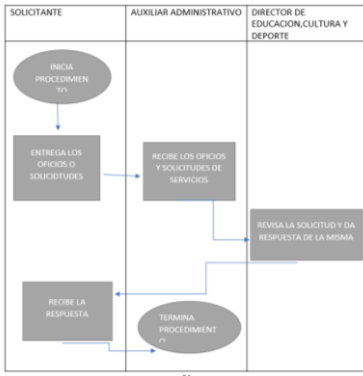 SOLICITANTE
AUXILIAR ADMINISTRATIVO
DIRECTOR DE
EDUCACION,CULTURA Y
DEPORTE
INICIA
PROCEDIMIEN
TO
ENTREGA LOS
OFICIOS O
SOLICIDTUDES
RECIBE LOS OFICIOS
Y SOLICITUDES DE
SERVICIOS
REVISA LA SOLICITUD Y DA
RESPUESTA DE LA MISMA
RECIBE LA
RESPUESTA
TERMINA
PROCEDIMIENT
O